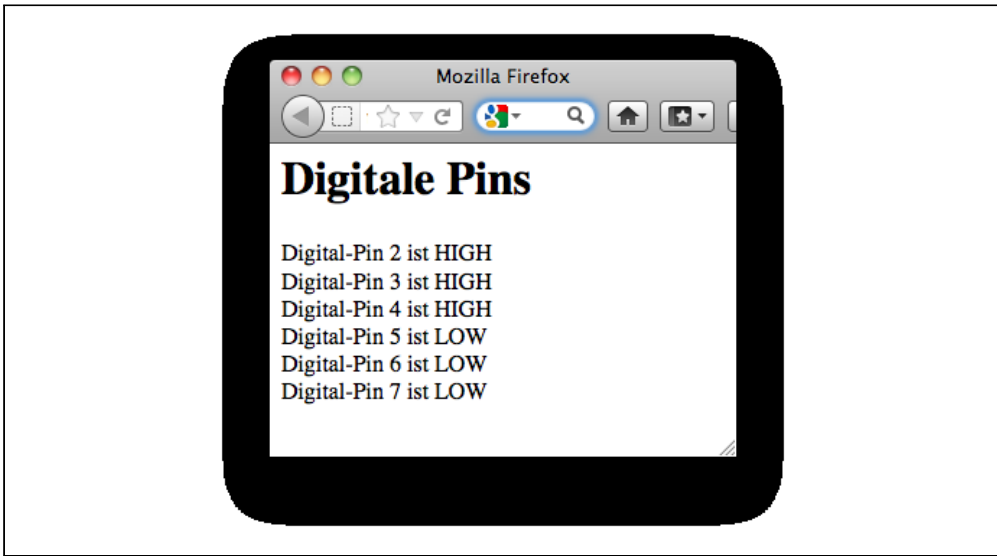 Mozilla Firefox
Digitale Pins
Digital-Pin 2 ist HIGH
Digital-Pin 3 ist HIGH
Digital-Pin 4 ist HIGH
Digital-Pin 5 ist LOW
Digital-Pin 6 ist LOW
Digital-Pin 7 ist LOW